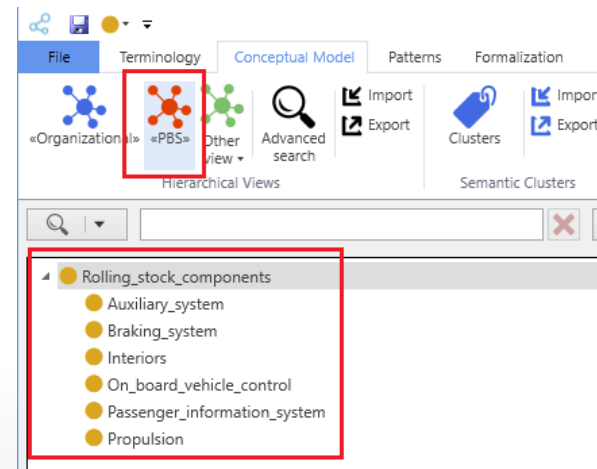 File Terminology Conceptual Model Patterns Formalization
«Organizational» «PBS» Other view Advanced search Import Export Clusters Impor Export
Hierarchical Views Semantic Clusters
Rolling_stock_components
Auxiliary_system
Braking_system
Interiors
On_board_vehicle_control
Passenger_information_system
Propulsion